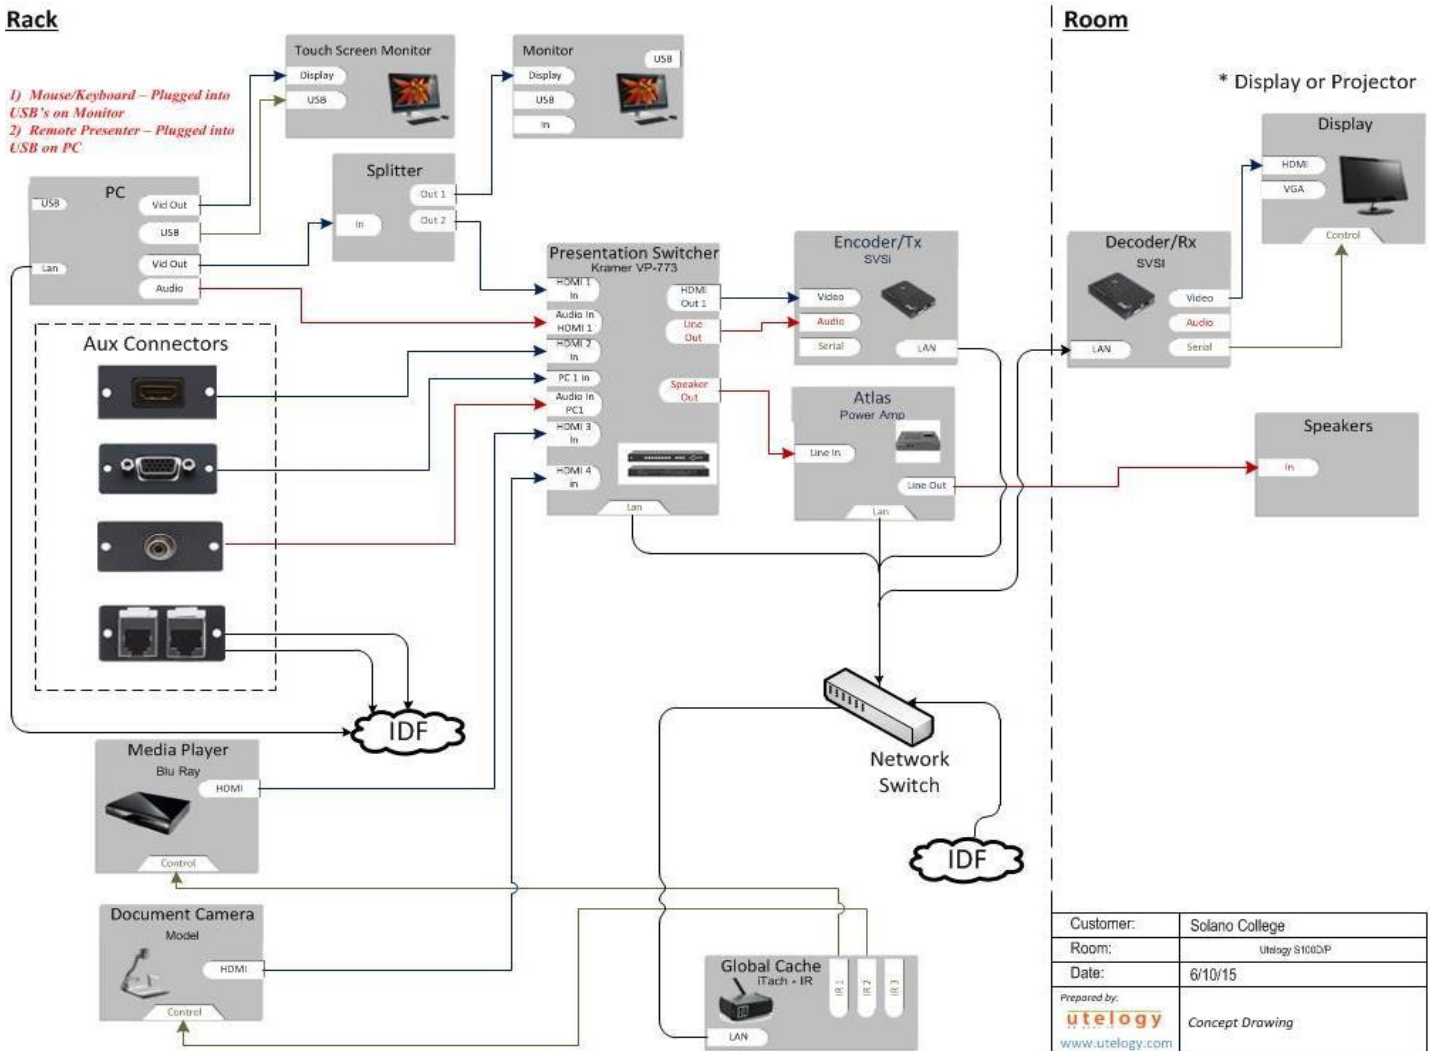 Rack
Room
1) Mouse/Keyboard – Plugged into
USB's on Monitor
2) Remote Presenter – Plugged into
USB on PC
Touch Screen Monitor
Display
USB
Monitor
USB
Display
USB
In
* Display or Projector
Display
HDMI
VGA
Control
PC
USB
Lan
Vid Out
USB
Vid Out
Audio
Splitter
In
Out 1
Out 2
Presentation Switcher
Kramer VP-773
HDMI 1
In
Audio In
HDMI 1
HDMI 2
In
PC 1 In
Audio In
PC1
HDMI 3
In
HDMI 4
in
HDMI
Out 1
Line
Out
Speaker
Out
Lan
Encoder/Tx
SVSi
Video
Audio
Serial
LAN
Decoder/Rx
SVSI
Video
Audio
Serial
LAN
Atlas
Power Amp
Line In
Line Out
Lan
Speakers
In
Aux Connectors
IDF
Media Player
Blu Ray
HDMI
Control
Network
Switch
IDF
Document Camera
Model
HDMI
Control
Global Cache
iTach - IR
LAN
IR 1
IR 2
IR 3
Customer: Solano College
Room: Utelogy S100D/P
Date: 6/10/15
Prepared by:
utelogy
www.utelogy.com
Concept Drawing